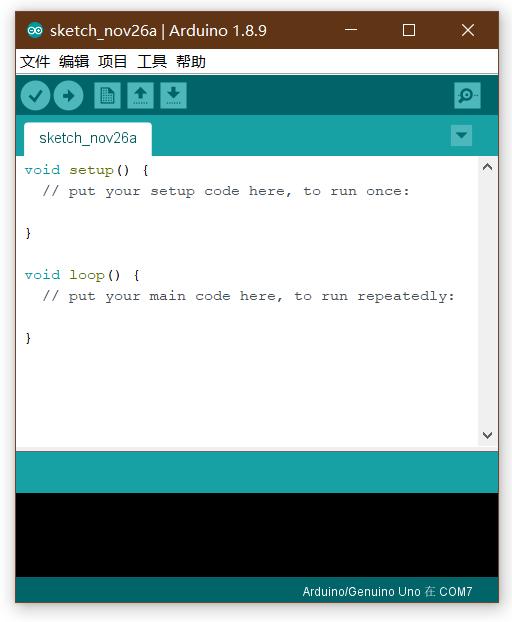 sketch_nov26a | Arduino 1.8.9
文件 编辑 项目 工具 帮助
sketch_nov26a
void setup() {
  // put your setup code here, to run once:
}
void loop() {
  // put your main code here, to run repeatedly:
}
Arduino/Genuino Uno 在 COM7